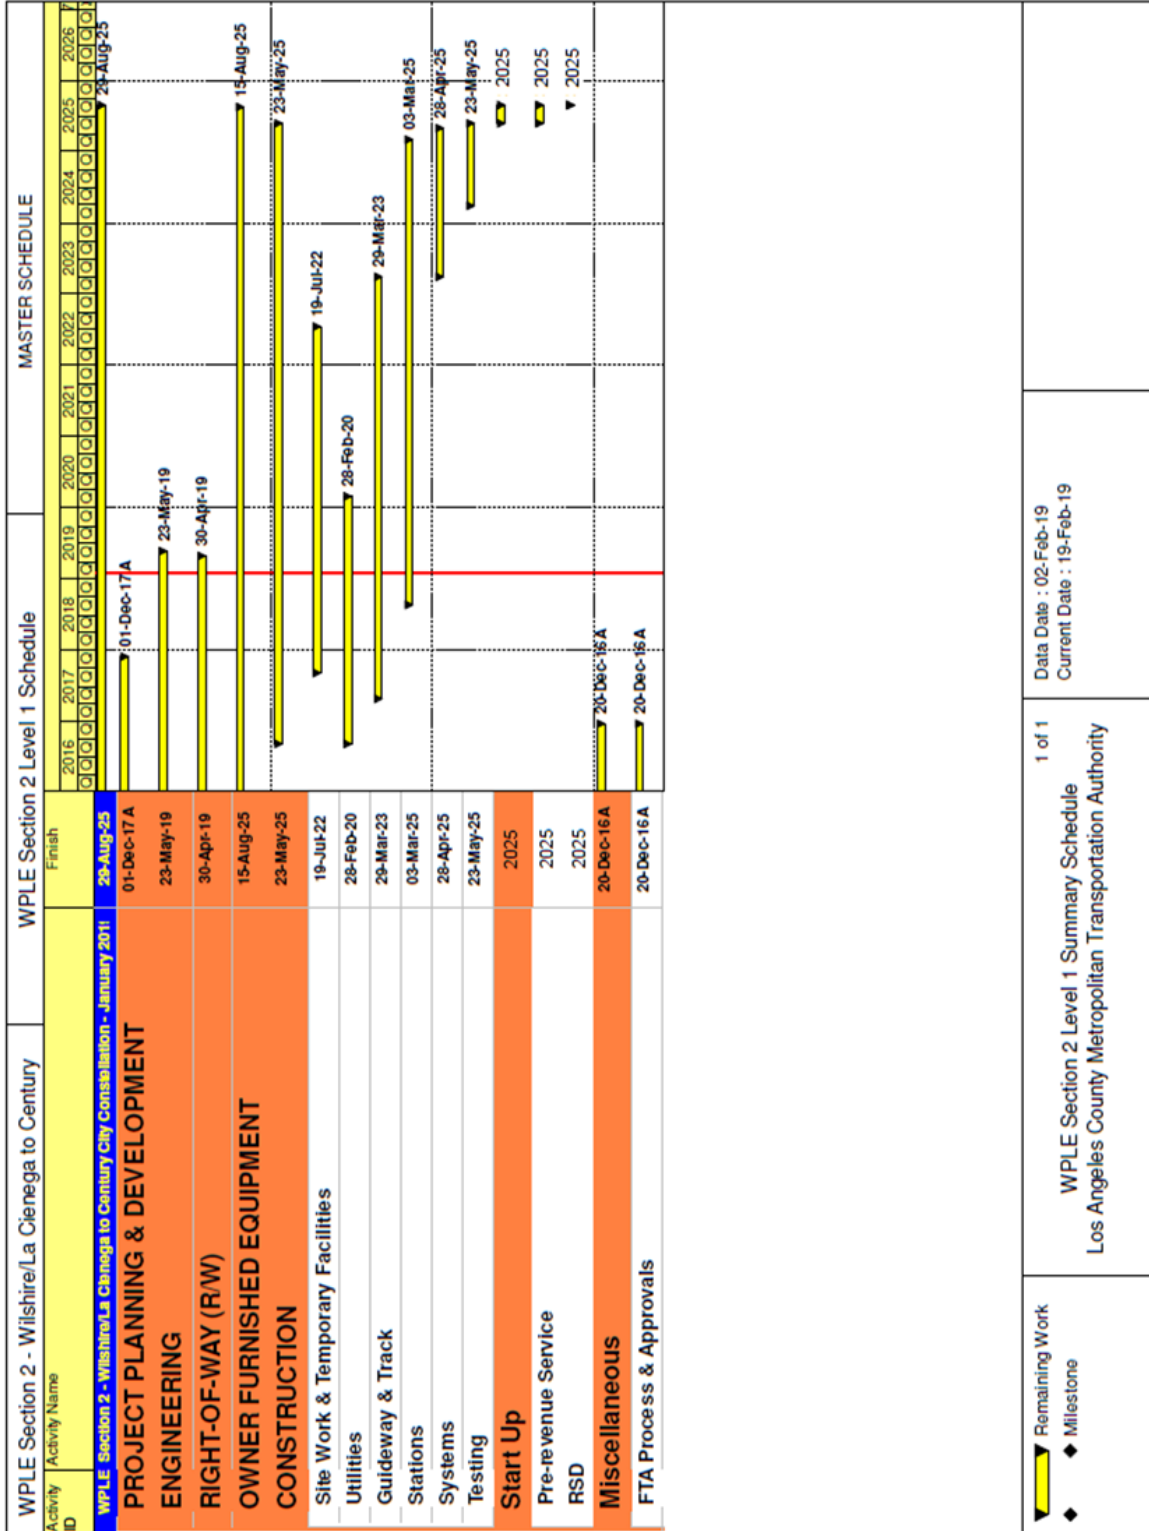 WPLE Section 2 - Wilshire/La Cienega to Century
WPLE Section 2 Level 1 Schedule
MASTER SCHEDULE
Activity ID
Activity Name
Finish
2016 2017 2018 2019 2020 2021 2022 2023 2024 2025 2026
Q Q Q Q Q Q Q Q Q Q Q Q Q Q Q Q Q Q Q Q Q Q Q Q Q Q Q Q Q Q Q Q Q Q Q Q Q Q Q Q Q Q Q Q
WPLE Section 2 - Wilshire/La Cienega to Century City Constellation - January 201 29-Aug-25 29-Aug-25
PROJECT PLANNING & DEVELOPMENT 01-Dec-17 A 01-Dec-17 A
ENGINEERING 23-May-19 23-May-19
RIGHT-OF-WAY (R/W) 30-Apr-19 30-Apr-19
OWNER FURNISHED EQUIPMENT 15-Aug-25 15-Aug-25
CONSTRUCTION 23-May-25 23-May-25
Site Work & Temporary Facilities 19-Jul-22 19-Jul-22
Utilities 28-Feb-20 28-Feb-20
Guideway & Track 29-Mar-23 29-Mar-23
Stations 03-Mar-25 03-Mar-25
Systems 28-Apr-25 28-Apr-25
Testing 23-May-25 23-May-25
Start Up 2025 2025
Pre-revenue Service 2025 2025
RSD 2025 2025
Miscellaneous 20-Dec-16 A 20-Dec-16 A
FTA Process & Approvals 20-Dec-16 A 20-Dec-16 A
Remaining Work
Milestone
1 of 1
WPLE Section 2 Level 1 Summary Schedule
Los Angeles County Metropolitan Transportation Authority
Data Date : 02-Feb-19
Current Date : 19-Feb-19